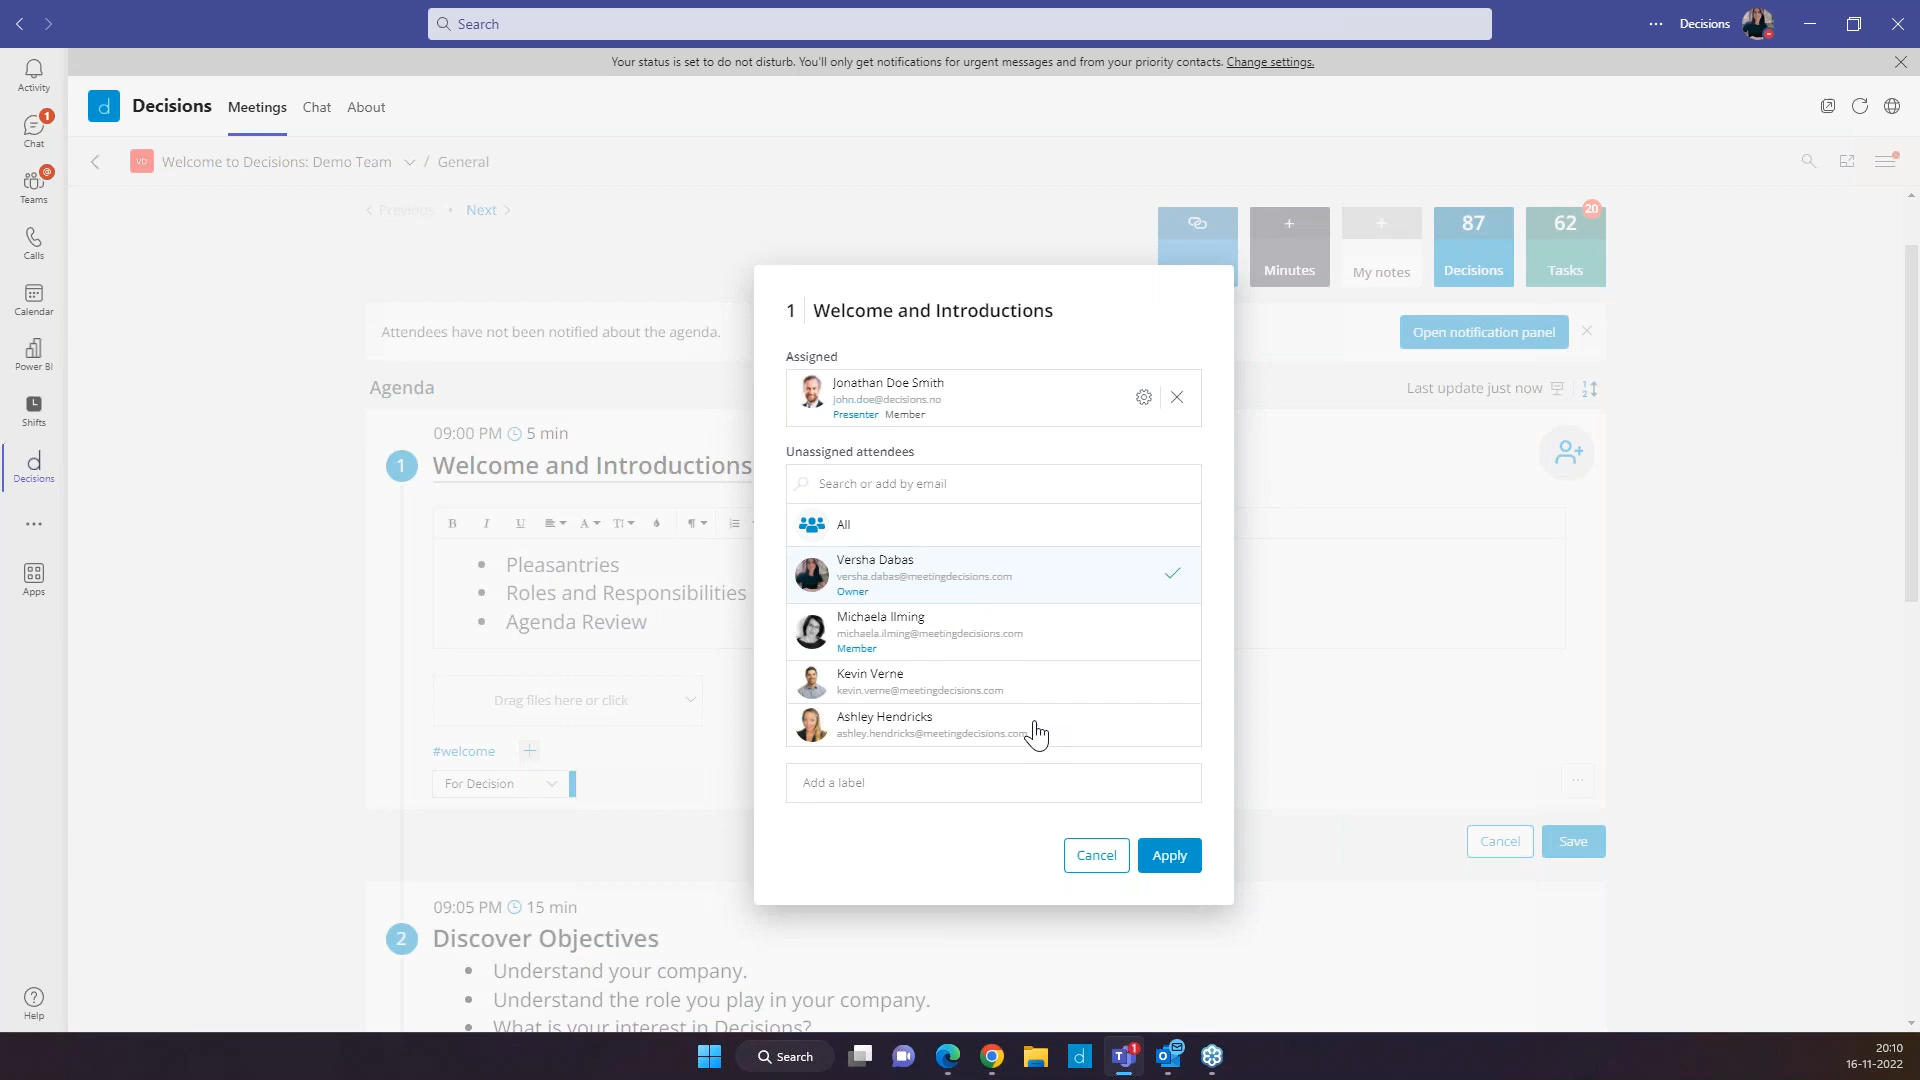 Search
Decisions
Your status is set to do not disturb. You'll only get notifications for urgent messages and from your priority contacts. Change settings.
Activity
1
Chat
@
Teams
Calls
Calendar
Power BI
Shifts
d
Decisions
Apps
Help
d Decisions Meetings Chat About
VD Welcome to Decisions: Demo Team / General
Previous • Next
+
Minutes
+
My notes
87
Decisions
20
62
Tasks
Attendees have not been notified about the agenda.
Open notification panel
Agenda
Last update just now
09:00 PM 5 min
1 Welcome and Introductions
B I U A
• Pleasantries
• Roles and Responsibilities
• Agenda Review
Drag files here or click
#welcome +
For Decision
Cancel Save
09:05 PM 15 min
2 Discover Objectives
• Understand your company.
• Understand the role you play in your company.
• What is your interest in Decisions?
1 Welcome and Introductions
Assigned
Jonathan Doe Smith
john.doe@decisions.no
Presenter Member
Unassigned attendees
Search or add by email
All
Versha Dabas
versha.dabas@meetingdecisions.com
Owner
Michaela Ilming
michaela.ilming@meetingdecisions.com
Member
Kevin Verne
kevin.verne@meetingdecisions.com
Ashley Hendricks
ashley.hendricks@meetingdecisions.com
Add a label
Cancel Apply
Search
d
1
20:10
16-11-2022